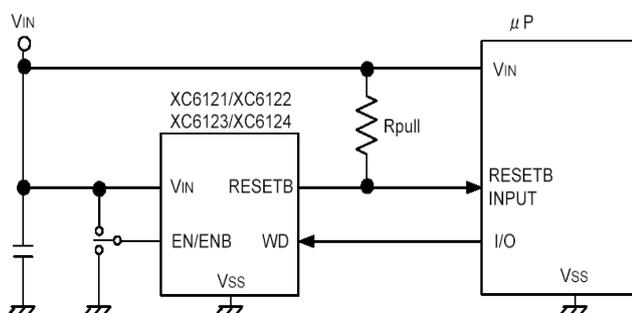 VIN
μP
VIN
XC6121/XC6122
XC6123/XC6124
Rpull
VIN
RESETB
RESETB
INPUT
EN/ENB
WD
I/O
VSS
VSS